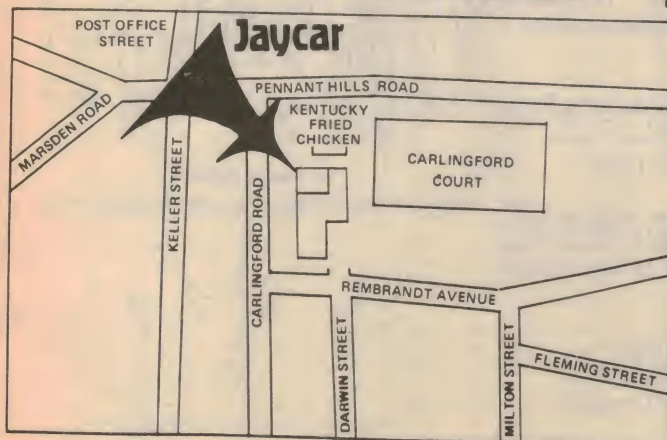 POST OFFICE
STREET
Jaycar
PENNANT HILLS ROAD
MARSDEN ROAD
KENTUCKY
FRIED
CHICKEN
CARLINGFORD
COURT
KELLER STREET
CARLINGFORD ROAD
REMBRANDT AVENUE
DARWIN STREET
MILTON STREET
FLEMING STREET